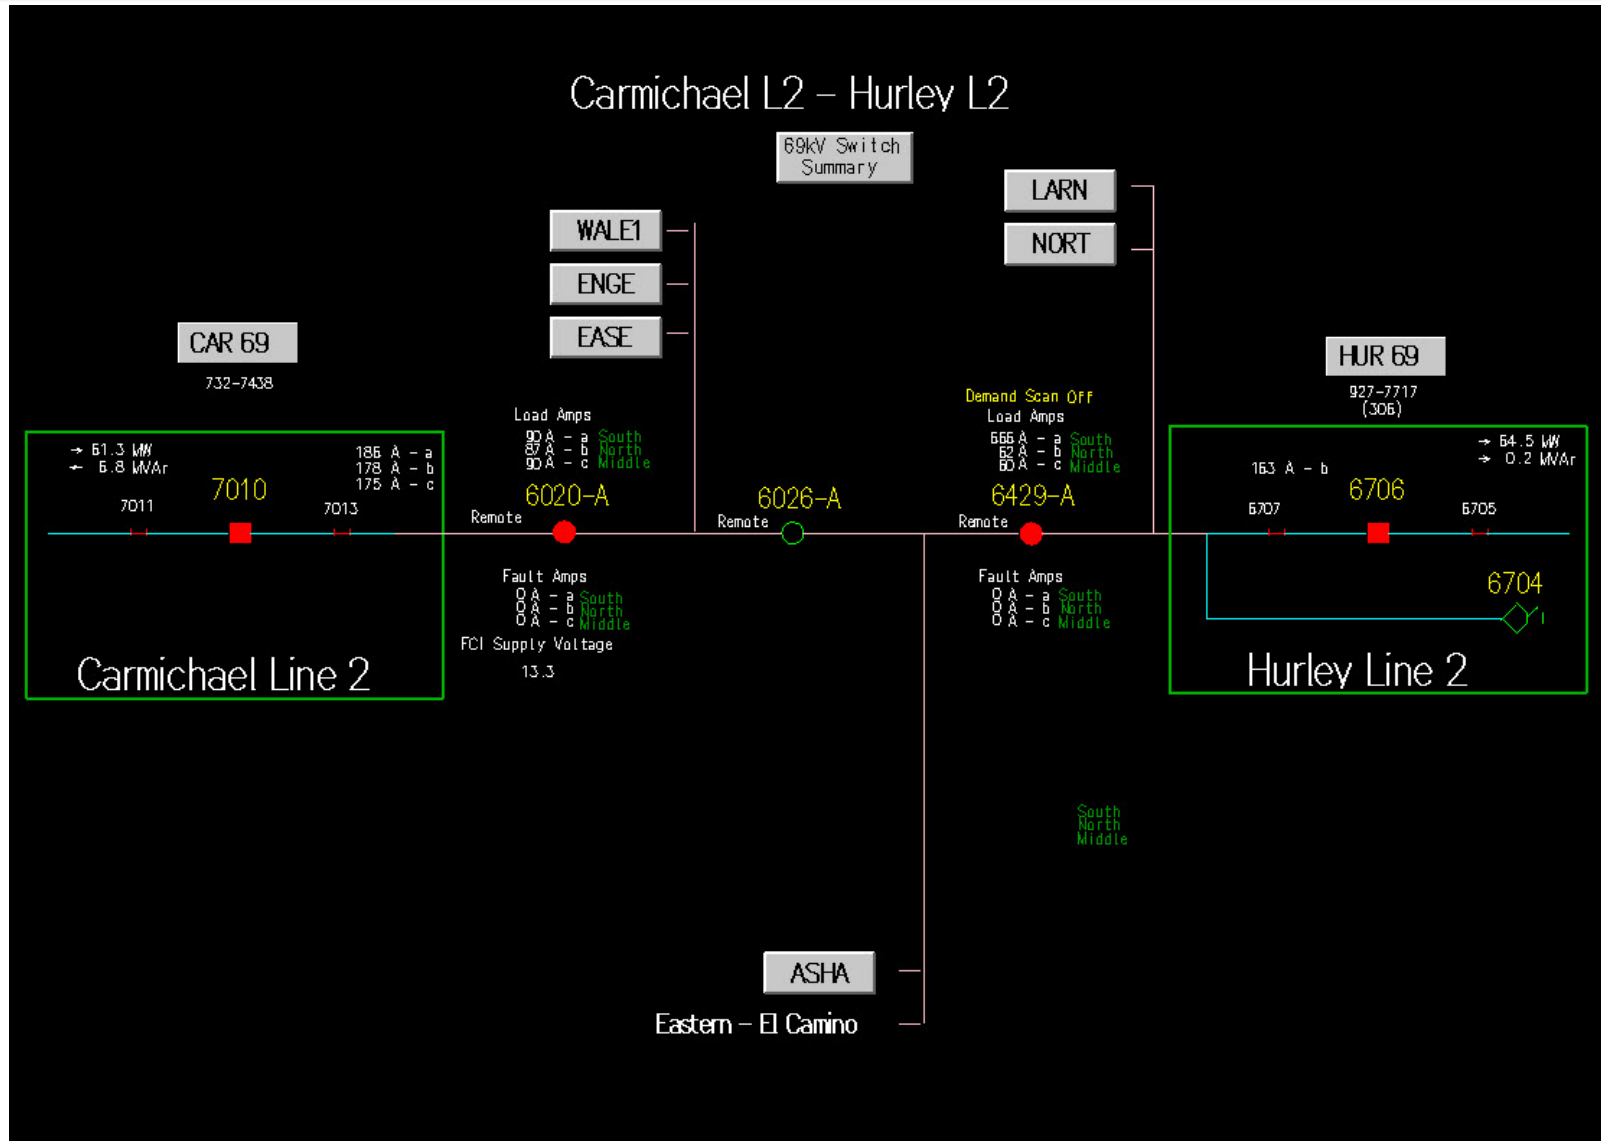 Carmichael L2 – Hurley L2
69kV Switch
Summary
LARN
NORT
WALE1
ENGE
EASE
CAR 69
732-7438
HUR 69
927-7717
(306)
Load Amps
90 A - a South
87 A - b North
90 A - c Middle
Demand Scan OFF
Load Amps
666 A - a South
62 A - b North
60 A - c Middle
→ 61.3 MW
← 6.8 MVAr
186 A - a
178 A - b
175 A - c
7010
7011
7013
Remote
6020-A
Remote
6026-A
Remote
6429-A
163 A - b
→ 64.5 MW
→ 0.2 MVAr
6706
6707
6705
Fault Amps
0 A - a South
0 A - b North
0 A - c Middle
FCI Supply Voltage
13.3
Fault Amps
0 A - a South
0 A - b North
0 A - c Middle
6704
Carmichael Line 2
Hurley Line 2
South
North
Middle
ASHA
Eastern – El Camino